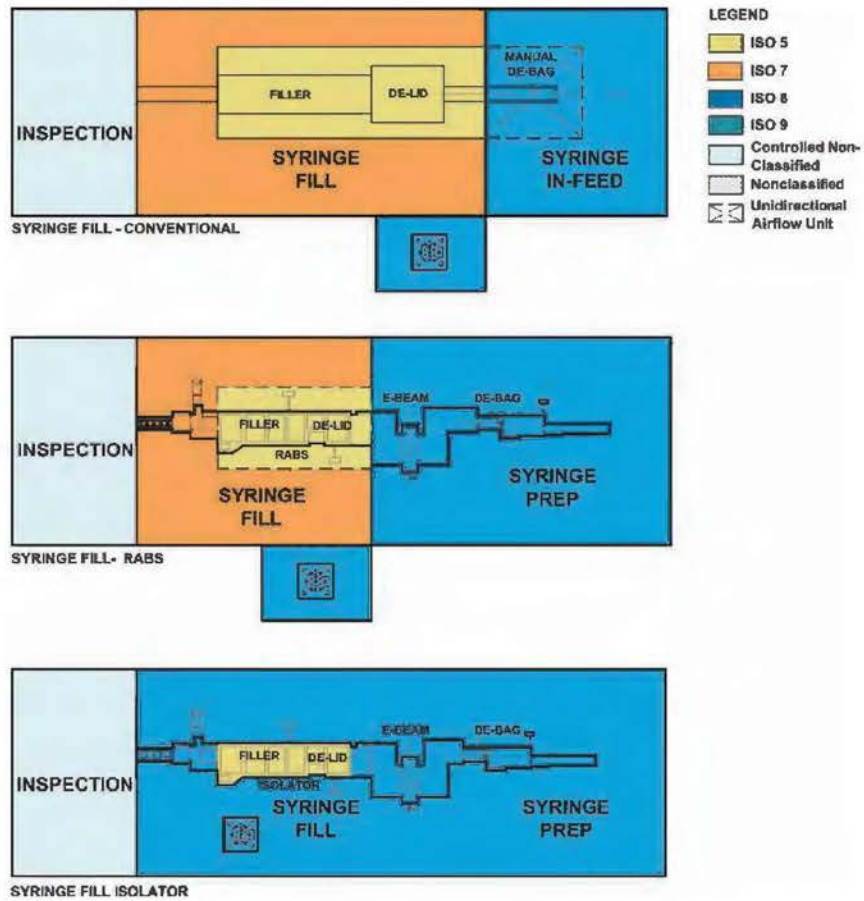 LEGEND
ISO 5
ISO 7
ISO 8
ISO 9
Controlled Non-
Classified
Nonclassified
Unidirectional
Airflow Unit
MANUAL
DE-BAG
FILLER
DE-LID
INSPECTION
SYRINGE
FILL
SYRINGE
IN-FEED
SYRINGE FILL - CONVENTIONAL
E-BEAM
DE-BAG
FILLER
DE-LID
INSPECTION
RABS
SYRINGE
FILL
SYRINGE
PREP
SYRINGE FILL- RABS
E-BEAM
DE-BAG
FILLER
DE-LID
INSPECTION
ISOLATOR
SYRINGE
FILL
SYRINGE
PREP
SYRINGE FILL ISOLATOR